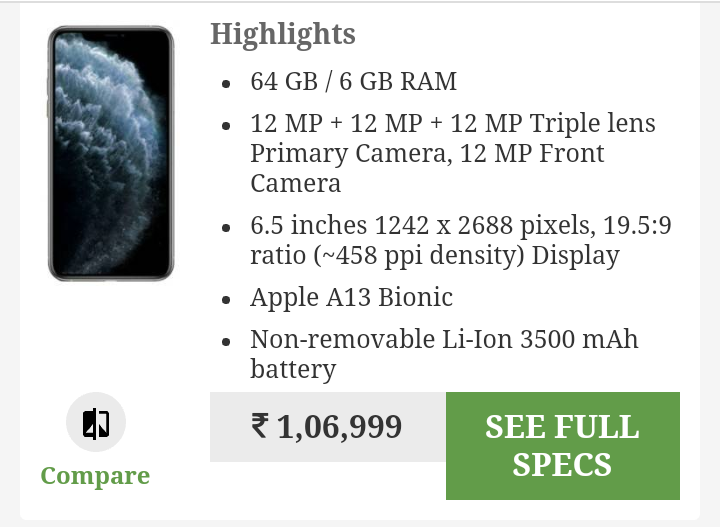 Highlights
64 GB / 6 GB RAM
12 MP + 12 MP + 12 MP Triple lens
Primary Camera, 12 MP Front
Camera
6.5 inches 1242 x 2688 pixels, 19.5:9
ratio (~458 ppi density) Display
Apple A13 Bionic
Non-removable Li-Ion 3500 mAh
battery
₹ 1,06,999
SEE FULL
SPECS
Compare